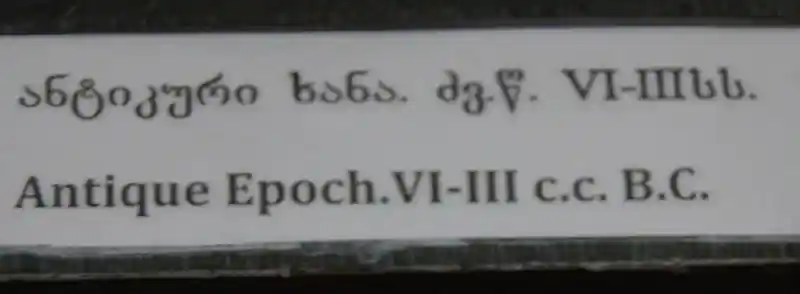 ანტიკური ხანა. ძვ.წ. VI-IIIსს.
Antique Epoch.VI-III c.c. B.C.